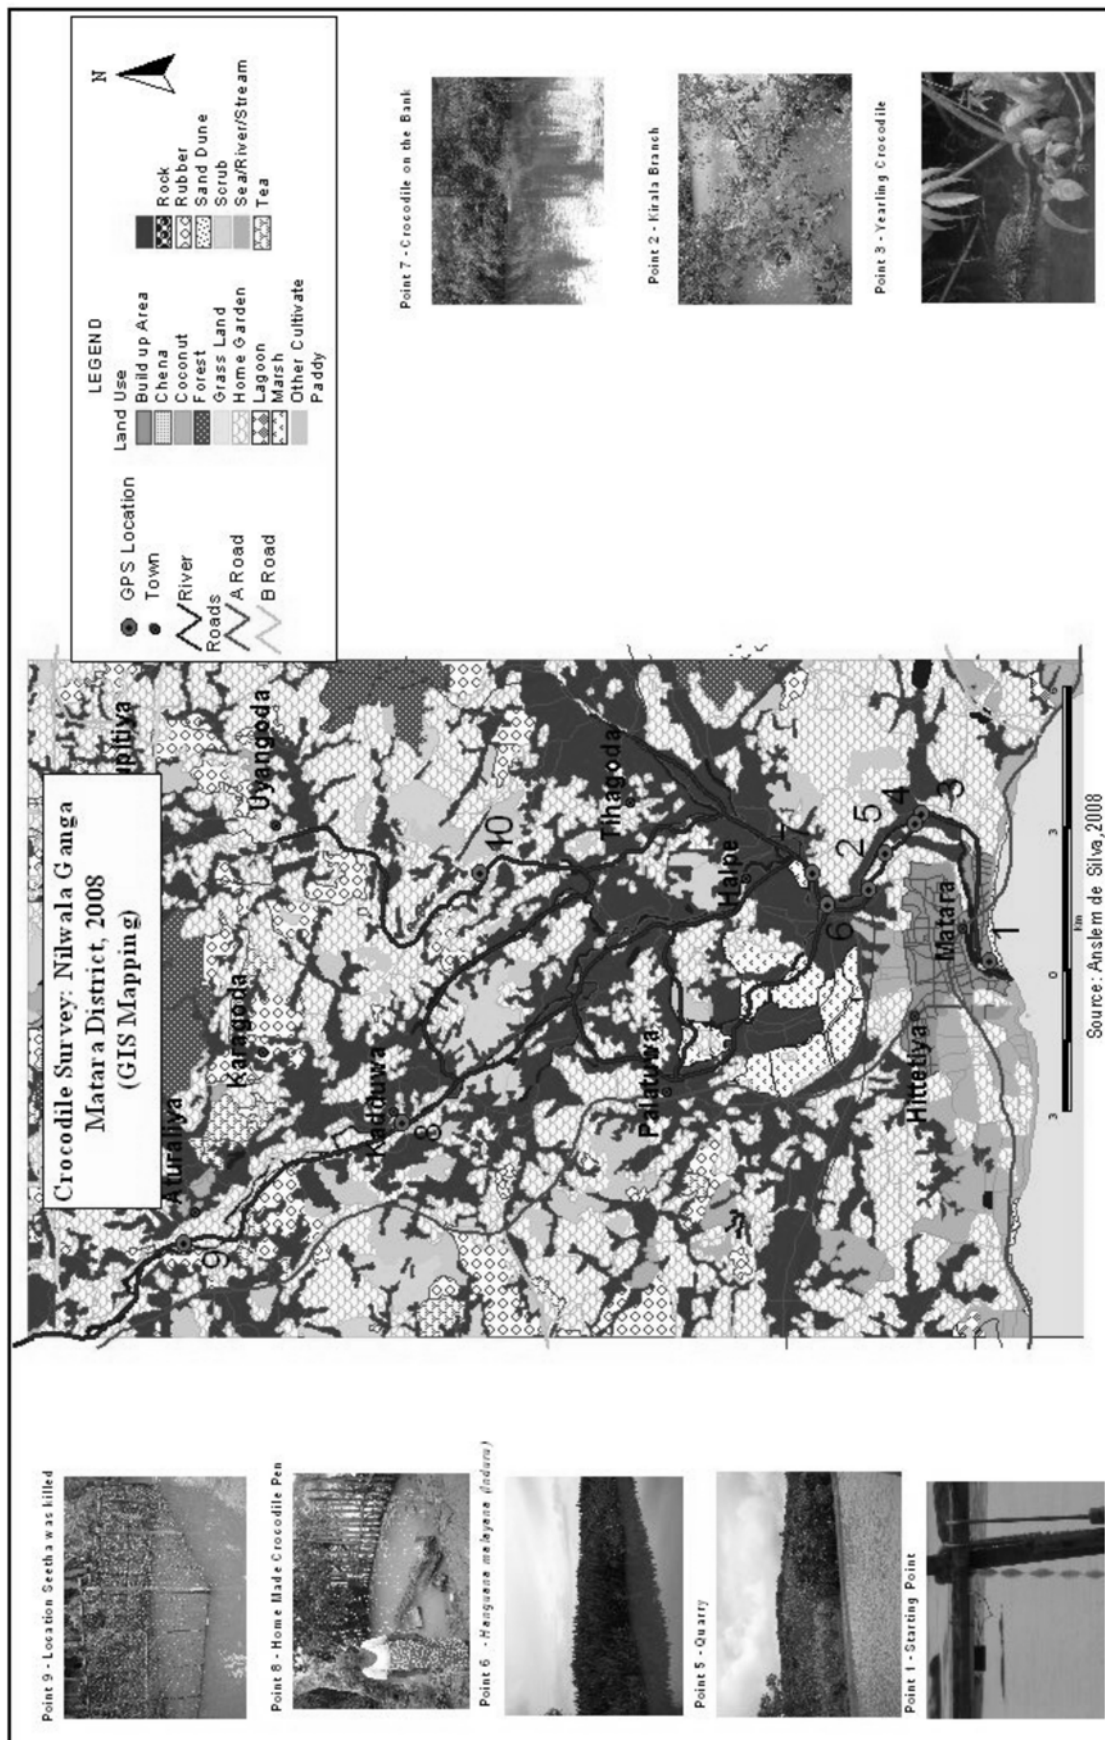 Crocodile Survey: Nilwala Ganga
Matara District, 2008
(GIS Mapping)
LEGEND
GPS Location
Town
River
Roads
A Road
B Road
Land Use
Build up Area
Chena
Coconut
Forest
Grass Land
Home Garden
Lagoon
Marsh
Other Cultivate
Paddy
Rock
Rubber
Sand Dune
Scrub
Sea/River/Stream
Tea
N
Point 9 - Location Seetha was killed
Point 8 - Home Made Crocodile Pen
Point 6 - Hanguana malayana (Induru)
Point 5 - Quarry
Point 1 - Starting Point
Point 7 - Crocodile on the Bank
Point 2 - Kirala Branch
Point 3 - Yearling Crocodile
Aturaliya
Karagoda
Uyangoda
upitiya
Kadduwa
Palatuwa
Tihagoda
Halpe
Hittetiya
Matara
9
8
10
7
6
2
5
4
3
1
3
0
3
6
Km
Source: Anslem de Silva,2008